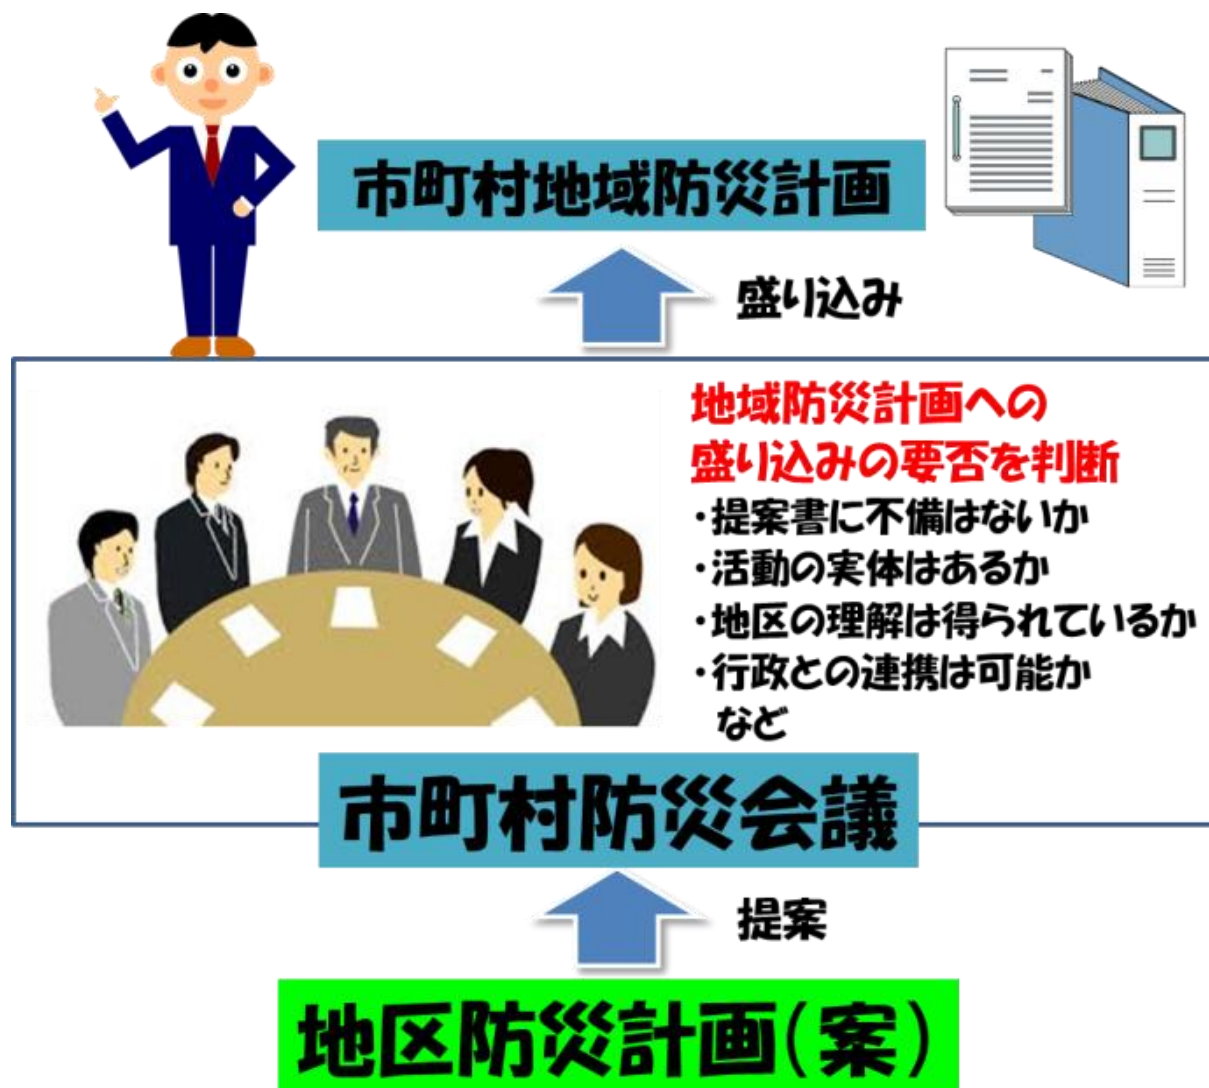 市町村地域防災計画
盛り込み
地域防災計画への
盛り込みの要否を判断
・提案書に不備はないか
・活動の実体はあるか
・地区の理解は得られているか
・行政との連携は可能か
など
市町村防災会議
提案
地区防災計画(案)